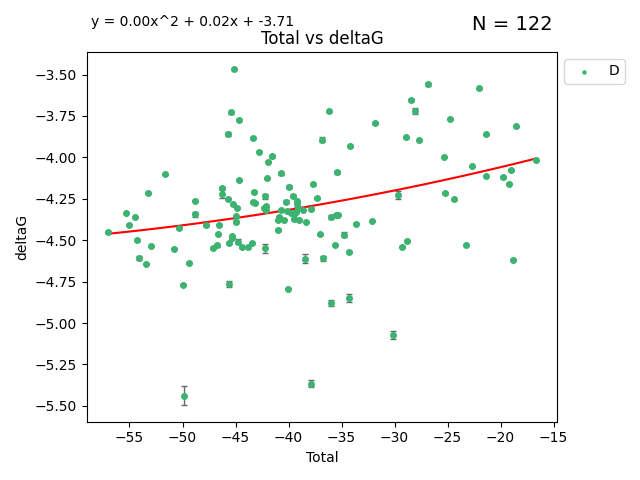 y = 0.00x^2 + 0.02x + -3.71
N = 122
Total vs deltaG
D
deltaG
−3.50
−3.75
−4.00
−4.25
−4.50
−4.75
−5.00
−5.25
−5.50
−55 −50 −45 −40 −35 −30 −25 −20 −15
Total